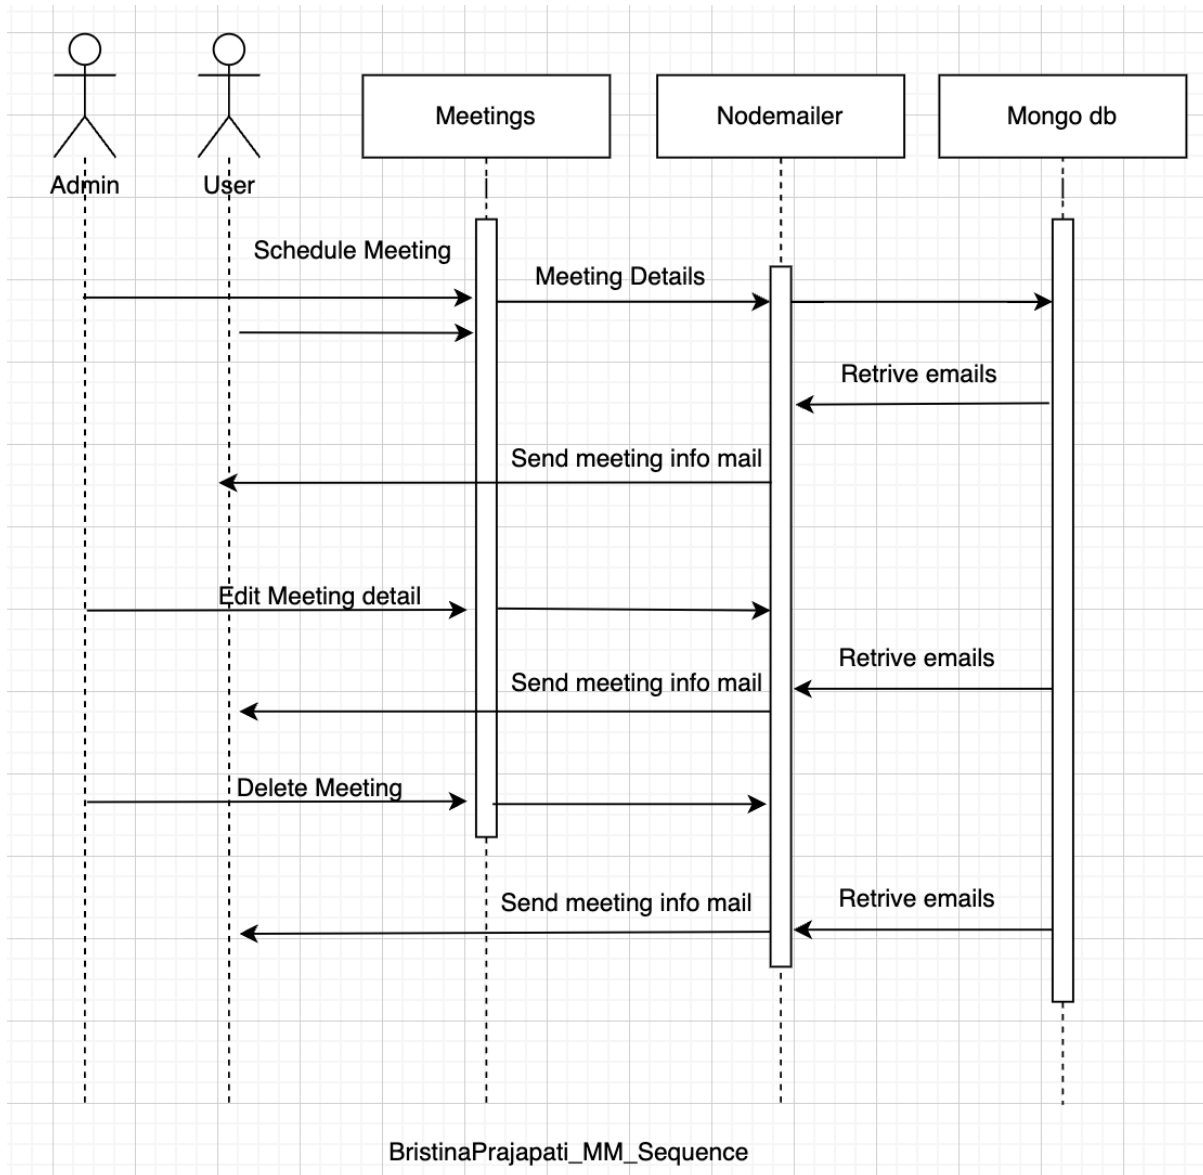 Meetings
Nodemailer
Mongo db
Admin
User
Schedule Meeting
Meeting Details
Retrive emails
Send meeting info mail
Edit Meeting detail
Retrive emails
Send meeting info mail
Delete Meeting
Send meeting info mail
Retrive emails
BristinaPrajapati_MM_Sequence